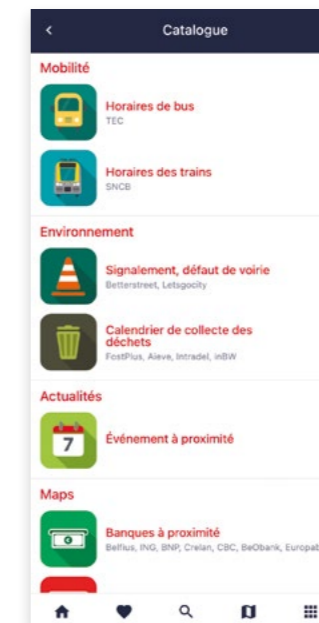 Catalogue
Mobilité
Horaires de bus
TEC
Horaires des trains
SNCB
Environnement
Signalement, défaut de voirie
Betterstreet, Letsgocity
Calendrier de collecte des
déchets
FostPlus, Aieve, Intradel, inBW
Actualités
7
Événement à proximité
Maps
Banques à proximité
Belfius, ING, BNP, Crelan, CBC, BeObank, Europab